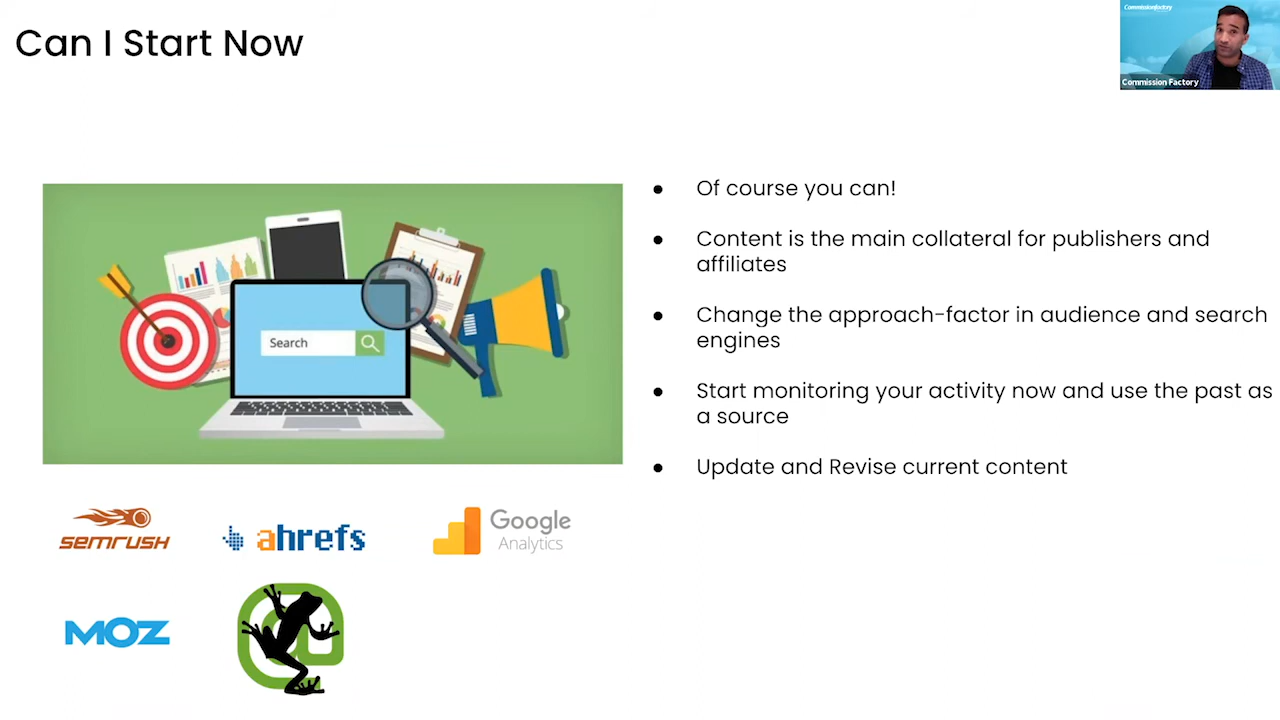 Can I Start Now
Commission Factory
Commission Factory
Of course you can!
Content is the main collateral for publishers and
affiliates
Change the approach-factor in audience and search
engines
Start monitoring your activity now and use the past as
a source
Update and Revise current content
Search
semrush
ahrefs
Google
Analytics
MOZ